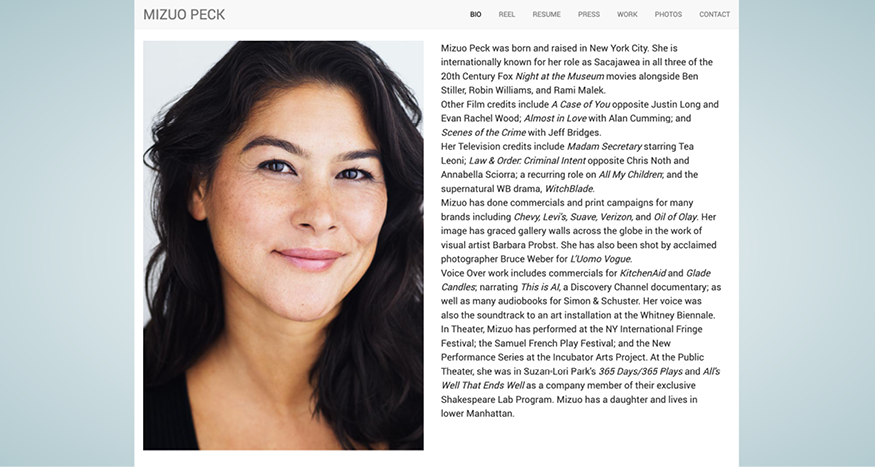 MIZUO PECK
BIO REEL RESUME PRESS WORK PHOTOS CONTACT
Mizuo Peck was born and raised in New York City. She is
internationally known for her role as Sacajawea in all three of the
20th Century Fox Night at the Museum movies alongside Ben
Stiller, Robin Williams, and Rami Malek.
Other Film credits include A Case of You opposite Justin Long and
Evan Rachel Wood; Almost in Love with Alan Cumming; and
Scenes of the Crime with Jeff Bridges.
Her Television credits include Madam Secretary starring Tea
Leoni; Law & Order: Criminal Intent opposite Chris Noth and
Annabella Sciorra; a recurring role on All My Children; and the
supernatural WB drama, WitchBlade.
Mizuo has done commercials and print campaigns for many
brands including Chevy, Levi's, Suave, Verizon, and Oil of Olay. Her
image has graced gallery walls across the globe in the work of
visual artist Barbara Probst. She has also been shot by acclaimed
photographer Bruce Weber for L'Uomo Vogue.
Voice Over work includes commercials for KitchenAid and Glade
Candles; narrating This is AI, a Discovery Channel documentary; as
well as many audiobooks for Simon & Schuster. Her voice was
also the soundtrack to an art installation at the Whitney Biennale.
In Theater, Mizuo has performed at the NY International Fringe
Festival; the Samuel French Play Festival; and the New
Performance Series at the Incubator Arts Project. At the Public
Theater, she was in Suzan-Lori Park's 365 Days/365 Plays and All's
Well That Ends Well as a company member of their exclusive
Shakespeare Lab Program. Mizuo has a daughter and lives in
lower Manhattan.